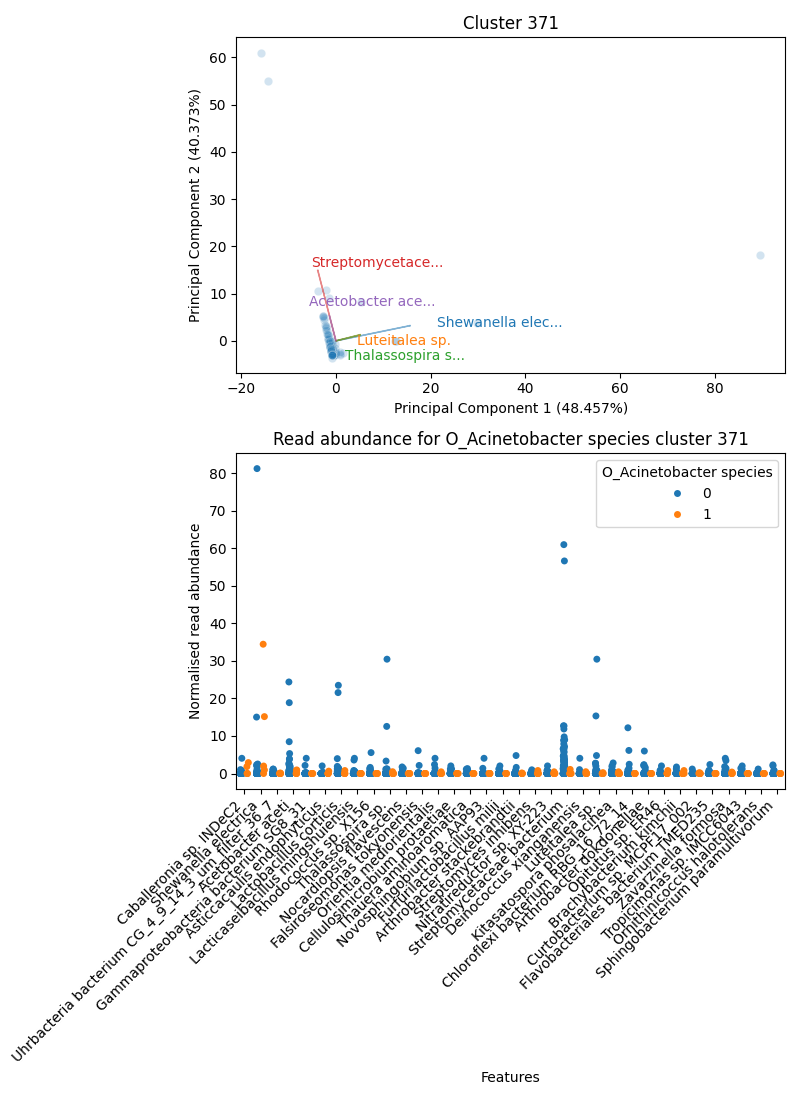 Cluster 371
60
50
40
30
20
10
0
Principal Component 2 (40.373%)
Streptomycetace...
Acetobacter ace...
Shewanella elec...
Luteitalea sp.
Thalassospira s...
−20 0 20 40 60 80
Principal Component 1 (48.457%)
Read abundance for O_Acinetobacter species cluster 371
80
70
60
50
40
30
20
10
0
Normalised read abundance
O_Acinetobacter species
0
1
Caballeronia sp. INDeC2
Shewanella electrica
Uhrbacteria bacterium CG_4_9_14_3_um_filter_36_7
Acetobacter aceti
Gammaproteobacteria bacterium SG8_31
Asticcacaulis endophyticus
Lactobacillus corticis
Lacticaseibacillus mingshuiensis
Rhodococcus sp. X156
Thalassospira sp.
Nocardiopsis flavescens
Falsiroseomonas tokyonensis
Orientia mediorientalis
Cellulosimicrobium protaetiae
Thauera aminoaromatica
Novosphingobium sp. AAP93
Furfurilactobacillus milii
Arthrobacter stackebrandtii
Streptomyces inhibens
Nitratireductor sp. XY-223
Streptomycetaceae bacterium
Deinococcus xianganensis
Luteitalea sp.
Kitasatospora phosalacinea
Chloroflexi bacterium RBG_16_72_14
Arthrobacter dokdonellae
Opitutus sp. ER46
Brachybacterium kimchii
Curtobacterium sp. MCPF17_002
Flavobacteriales bacterium TMED235
Zavarzinella formosa
Tropicimonas sp. IMCC6043
Ornithinicoccus halotolerans
Sphingobacterium paramultivorum
Features